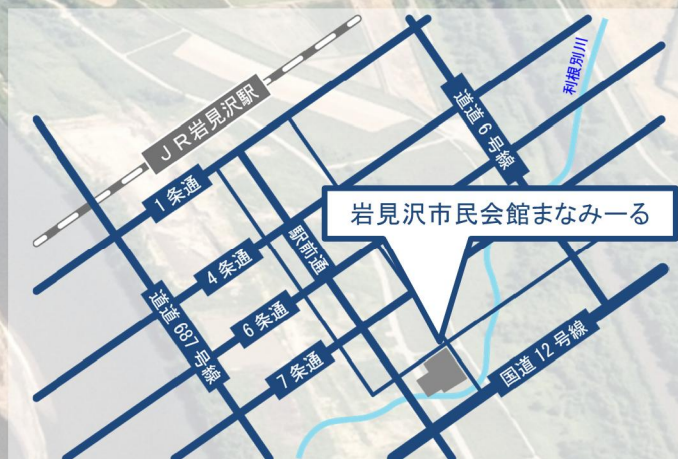 利根別川
JR岩見沢駅
道道6号線
1条通
岩見沢市民会館まなみーる
駅前通
4条通
道道687号線
6条通
国道12号線
7条通